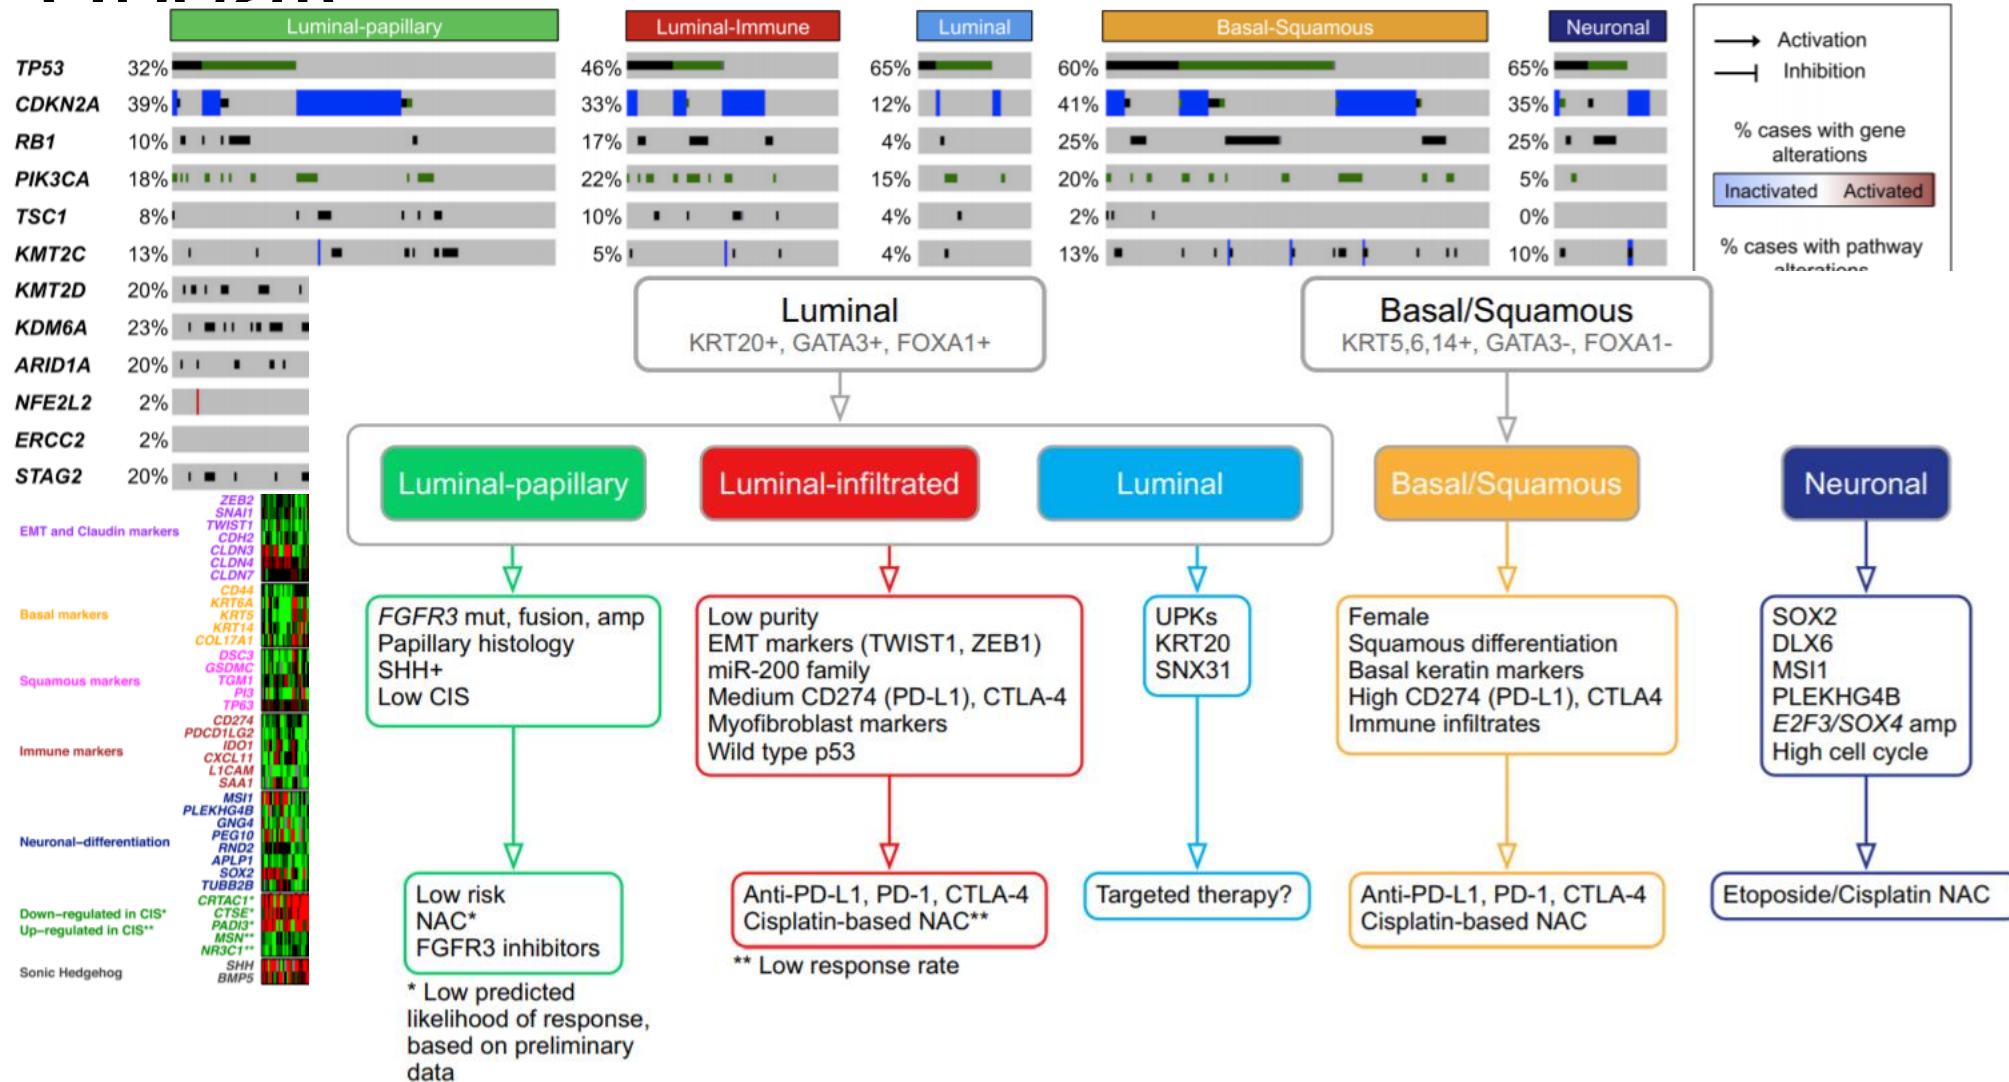 Luminal-papillary Luminal-Immune Luminal Basal-Squamous Neuronal
TP53 32% 46% 65% 60% 65%
CDKN2A 39% 33% 12% 41% 35%
RB1 10% 17% 4% 25% 25%
PIK3CA 18% 22% 15% 20% 5%
TSC1 8% 10% 4% 2% 0%
KMT2C 13% 5% 4% 13% 10%
KMT2D 20%
KDM6A 23%
ARID1A 20%
NFE2L2 2%
ERCC2 2%
STAG2 20%
Activation
Inhibition
% cases with gene
alterations
Inactivated Activated
% cases with pathway
alterations
EMT and Claudin markers
ZEB2
SNAI1
TWIST1
CDH2
CLDN3
CLDN4
CLDN7
Basal markers
CD44
KRT6A
KRT5
KRT14
COL17A1
Squamous markers
DSC3
GSDMC
TGM1
PI3
TP63
Immune markers
CD274
PDCD1LG2
IDO1
CXCL11
L1CAM
SAA1
Neuronal-differentiation
MSI1
PLEKHG4B
GNG4
PEG10
RND2
APLP1
SOX2
TUBB2B
Down-regulated in CIS*
Up-regulated in CIS**
CRTAC1*
CTSE*
PADI3*
MSN**
NR3C1**
Sonic Hedgehog
SHH
BMP5
Luminal
KRT20+, GATA3+, FOXA1+
Basal/Squamous
KRT5,6,14+, GATA3-, FOXA1-
Luminal-papillary
Luminal-infiltrated
Luminal
Basal/Squamous
Neuronal
FGFR3 mut, fusion, amp
Papillary histology
SHH+
Low CIS
Low purity
EMT markers (TWIST1, ZEB1)
miR-200 family
Medium CD274 (PD-L1), CTLA-4
Myofibroblast markers
Wild type p53
UPKs
KRT20
SNX31
Female
Squamous differentiation
Basal keratin markers
High CD274 (PD-L1), CTLA4
Immune infiltrates
SOX2
DLX6
MSI1
PLEKHG4B
E2F3/SOX4 amp
High cell cycle
Low risk
NAC*
FGFR3 inhibitors
* Low predicted
likelihood of response,
based on preliminary
data
Anti-PD-L1, PD-1, CTLA-4
Cisplatin-based NAC**
** Low response rate
Targeted therapy?
Anti-PD-L1, PD-1, CTLA-4
Cisplatin-based NAC
Etoposide/Cisplatin NAC